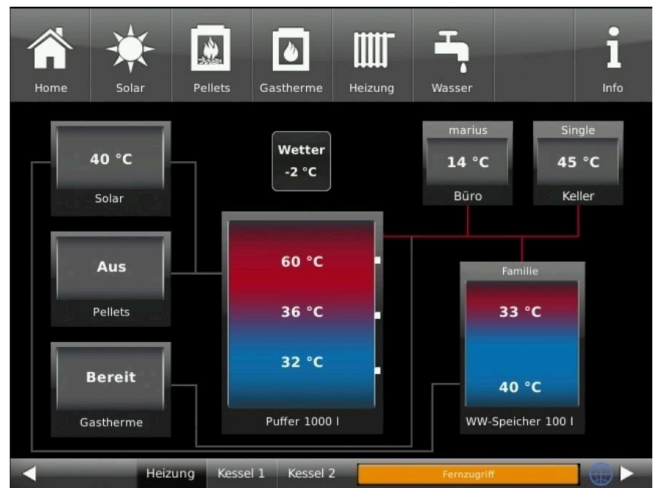 Home
Solar
Pellets
Gastherme
Heizung
Wasser
Info
40 °C
Solar
Wetter
-2 °C
marius
14 °C
Büro
Single
45 °C
Keller
Aus
Pellets
60 °C
36 °C
32 °C
Puffer 1000 l
Familie
33 °C
40 °C
WW-Speicher 100 l
Bereit
Gastherme
Heizung
Kessel 1
Kessel 2
Fernzugriff